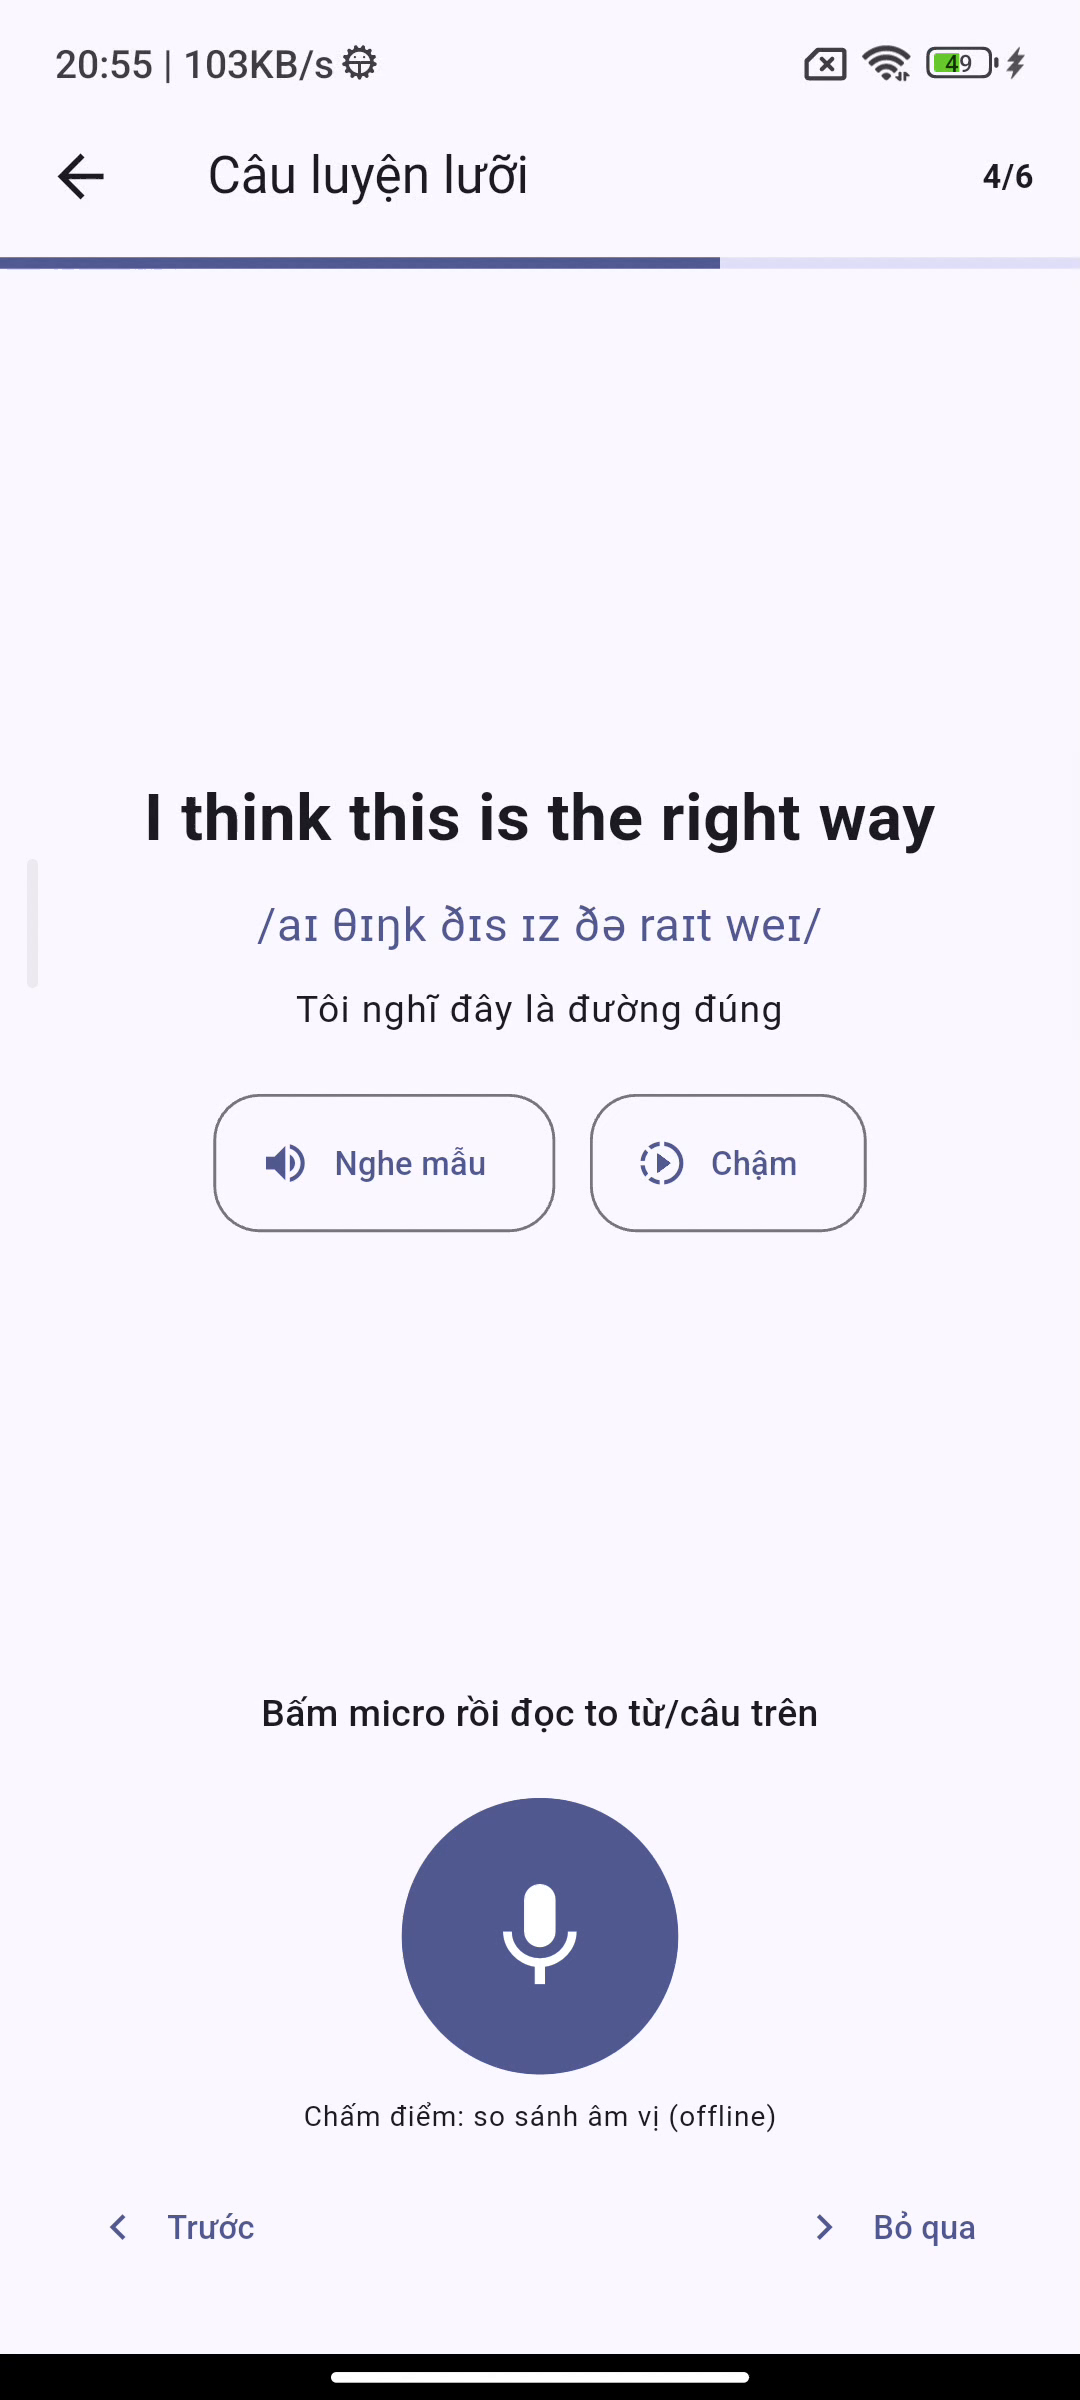 20:55 | 103KB/s
49
Câu luyện lưỡi
4/6
I think this is the right way
/aɪ θɪŋk ðɪs ɪz ðə raɪt weɪ/
Tôi nghĩ đây là đường đúng
Nghe mẫu
Chậm
Bấm micro rồi đọc to từ/câu trên
Chấm điểm: so sánh âm vị (offline)
Trước
Bỏ qua